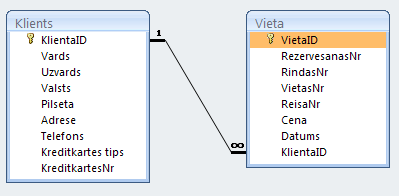 Klients
KlientaID
Vards
Uzvards
Valsts
Pilseta
Adrese
Telefons
Kreditkartes tips
KreditkartesNr
1
∞
Vieta
VietaID
RezervesanasNr
RindasNr
VietasNr
ReisaNr
Cena
Datums
KlientaID